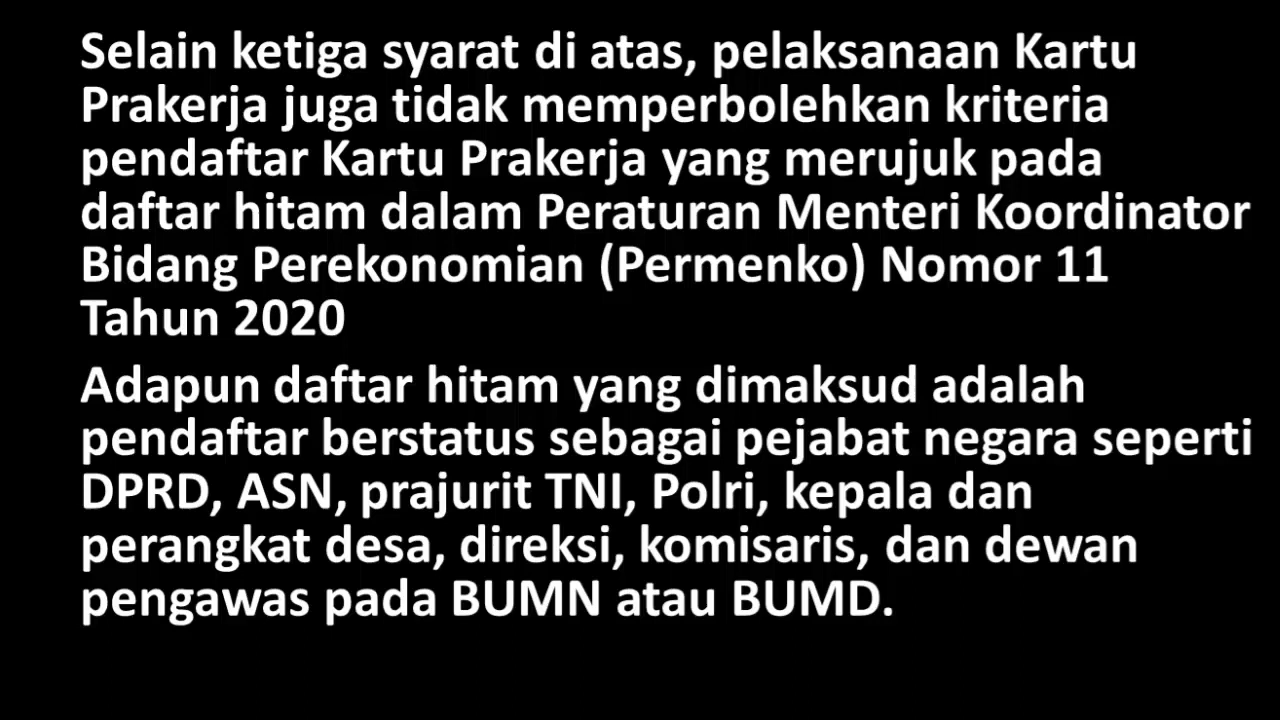 Selain ketiga syarat di atas, pelaksanaan Kartu
Prakerja juga tidak memperbolehkan kriteria
pendaftar Kartu Prakerja yang merujuk pada
daftar hitam dalam Peraturan Menteri Koordinator
Bidang Perekonomian (Permenko) Nomor 11
Tahun 2020
Adapun daftar hitam yang dimaksud adalah
pendaftar berstatus sebagai pejabat negara seperti
DPRD, ASN, prajurit TNI, Polri, kepala dan
perangkat desa, direksi, komisaris, dan dewan
pengawas pada BUMN atau BUMD.